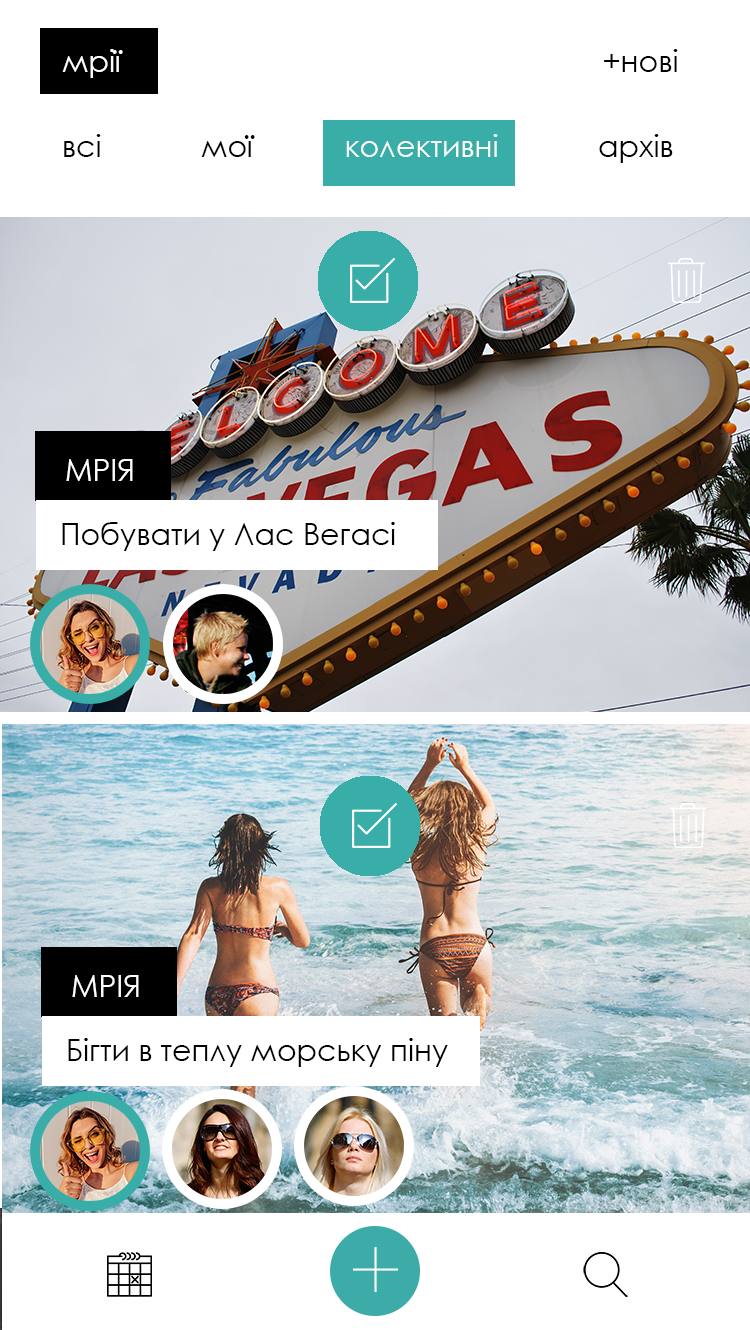 мрії
+нові
всі мої колективні архів
WELCOME
Fabulous
VEGAS
NEVADA
МРІЯ
Побувати у Лас Вегасі
МРІЯ
Бігти в теплу морську піну